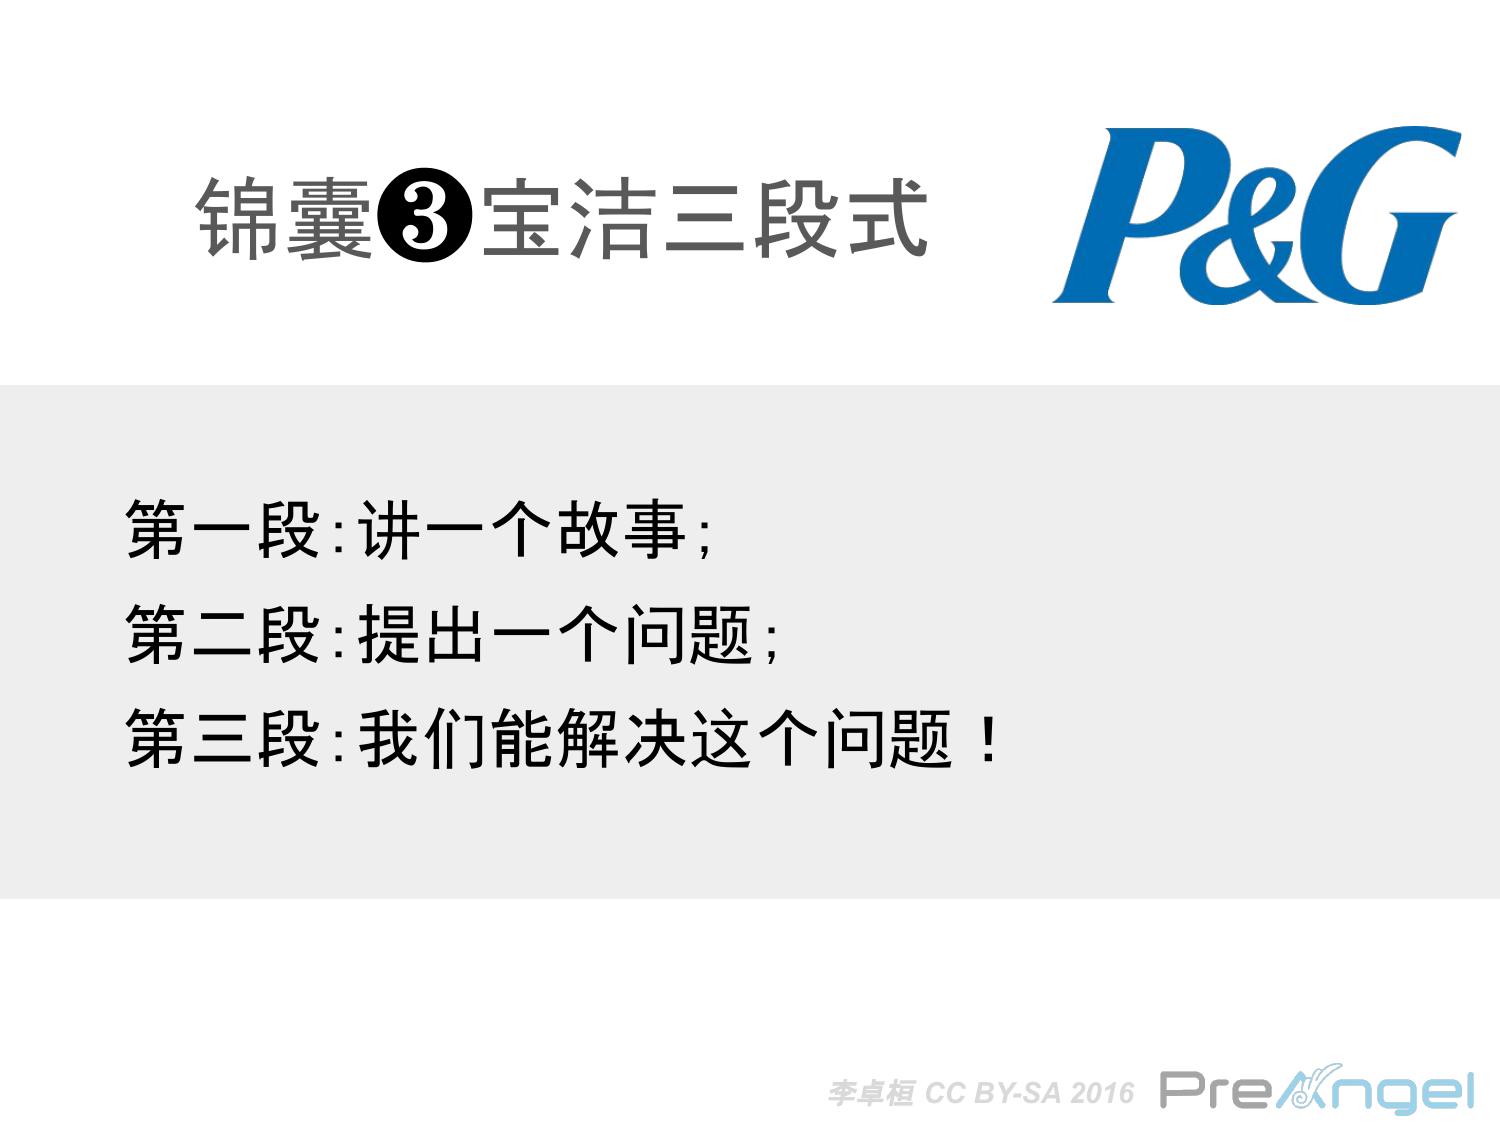 锦囊❸宝洁三段式
P&G
第一段:讲一个故事;
第二段:提出一个问题;
第三段:我们能解决这个问题！
李卓桓 CC BY-SA 2016
PreAngel